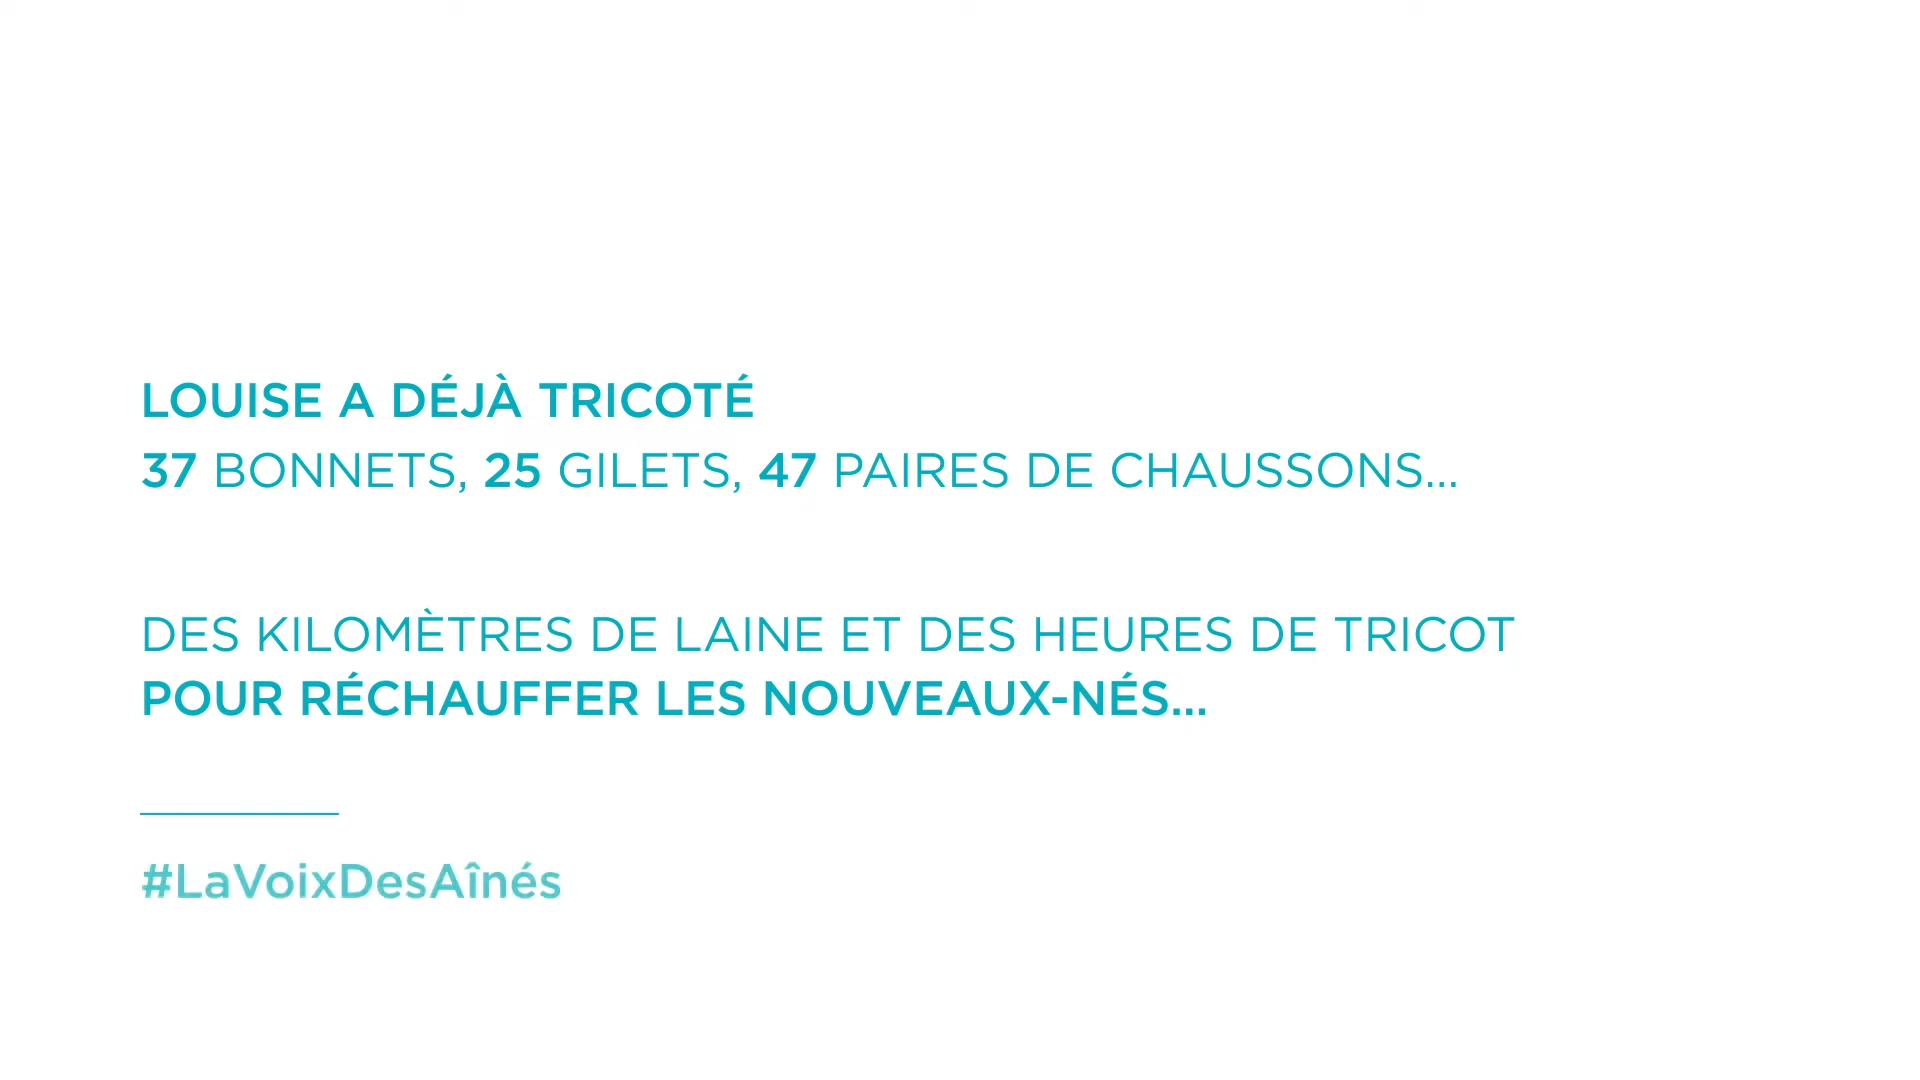 LOUISE A DÉJÀ TRICOTÉ
37 BONNETS, 25 GILETS, 47 PAIRES DE CHAUSSONS...
DES KILOMÈTRES DE LAINE ET DES HEURES DE TRICOT
POUR RÉCHAUFFER LES NOUVEAUX-NÉS...
#LaVoixDesAînés